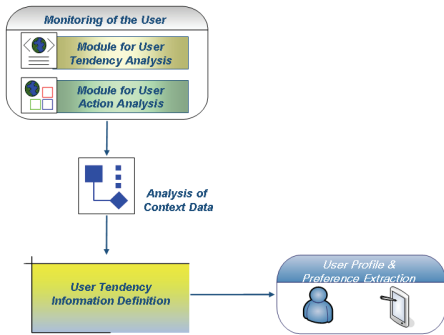 Monitoring of the User
Module for User
Tendency Analysis
Module for User
Action Analysis
Analysis of
Context Data
User Tendency
Information Definition
User Profile &
Preference Extraction